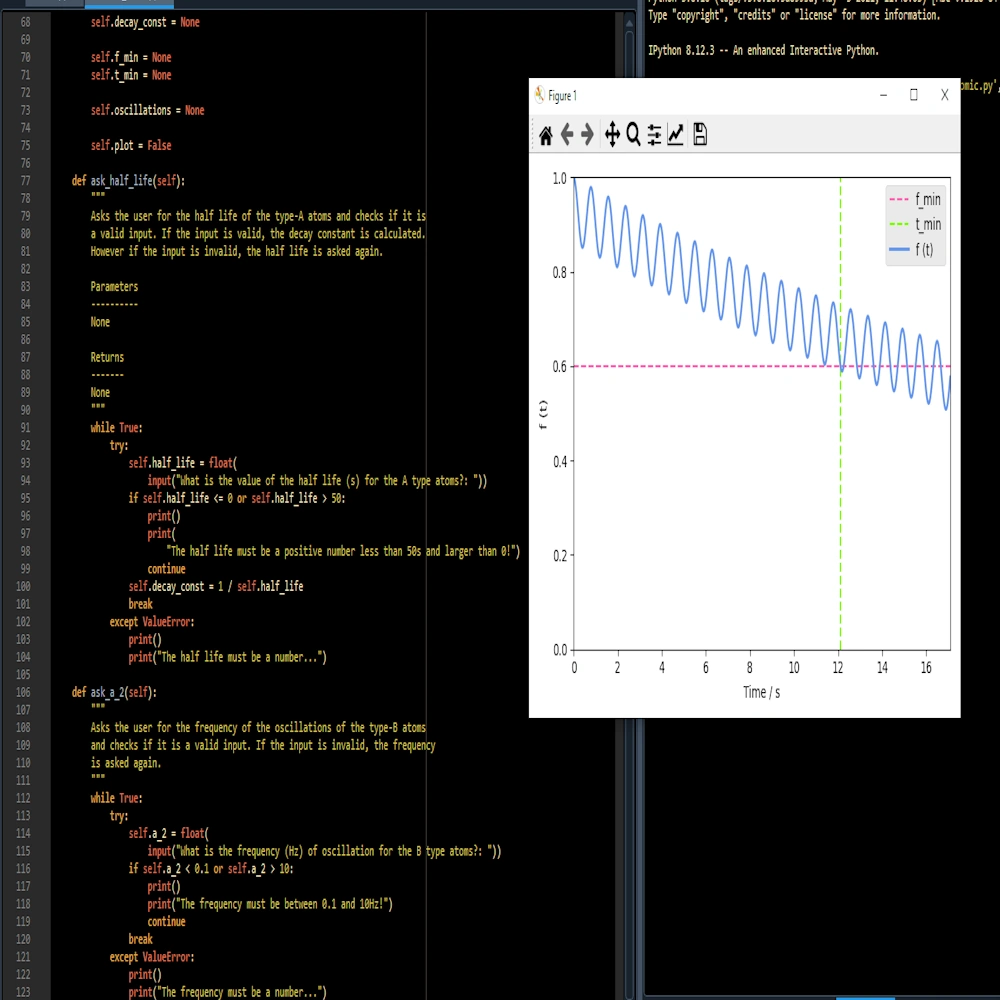 68 self.decay_const = None
69
70 self.f_min = None
71 self.t_min = None
72
73 self.oscillations = None
74
75 self.plot = False
76
77 def ask_half_life(self):
78 """
79 Asks the user for the half life of the type-A atoms and checks if it is
80 a valid input. If the input is valid, the decay constant is calculated.
81 However if the input is invalid, the half life is asked again.
82
83 Parameters
84 ----------
85 None
86
87 Returns
88 -------
89 None
90 """
91 while True:
92 try:
93 self.half_life = float(
94 input("What is the value of the half life (s) for the A type atoms?: "))
95 if self.half_life <= 0 or self.half_life > 50:
96 print()
97 print(
98 "The half life must be a positive number less than 50s and larger than 0!")
99 continue
100 self.decay_const = 1 / self.half_life
101 break
102 except ValueError:
103 print()
104 print("The half life must be a number...")
105
106 def ask_a_2(self):
107 """
108 Asks the user for the frequency of the oscillations of the type-B atoms
109 and checks if it is a valid input. If the input is invalid, the frequency
110 is asked again.
111 """
112 while True:
113 try:
114 self.a_2 = float(
115 input("What is the frequency (Hz) of oscillation for the B type atoms?: "))
116 if self.a_2 < 0.1 or self.a_2 > 10:
117 print()
118 print("The frequency must be between 0.1 and 10Hz!")
119 continue
120 break
121 except ValueError:
122 print()
123 print("The frequency must be a number...")
Type "copyright", "credits" or "license" for more information.
IPython 8.12.3 -- An enhanced Interactive Python.
omic.py',
Figure 1
f_min
t_min
f (t)
1.0
0.8
0.6
0.4
0.2
0.0
f (t)
0 2 4 6 8 10 12 14 16
Time / s